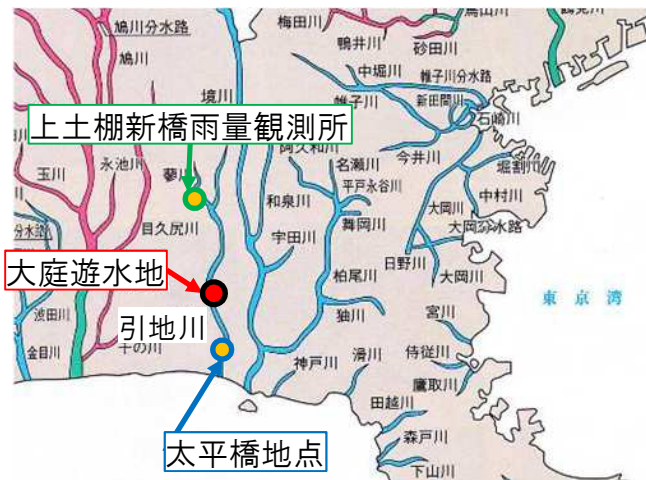 鳩川分水路
鳩川
梅田川
鴨井川
砂田川
中堀川
帷子川分水路
境川
帷子川
新田間川
石崎川
上土棚新橋雨量観測所
阿久和川
名瀬川
今井川
堀割川
玉川
永池川
蓼川
平戸永谷川
中村川
和泉川
舞岡川
大岡川
大岡分水路
目久尻川
宇田川
日野川
大庭遊水地
柏尾川
大岡川
東京湾
波田川
引地川
独川
宮川
金目川
千の川
神戸川
滑川
侍従川
鷹取川
田越川
太平橋地点
森戸川
下山川